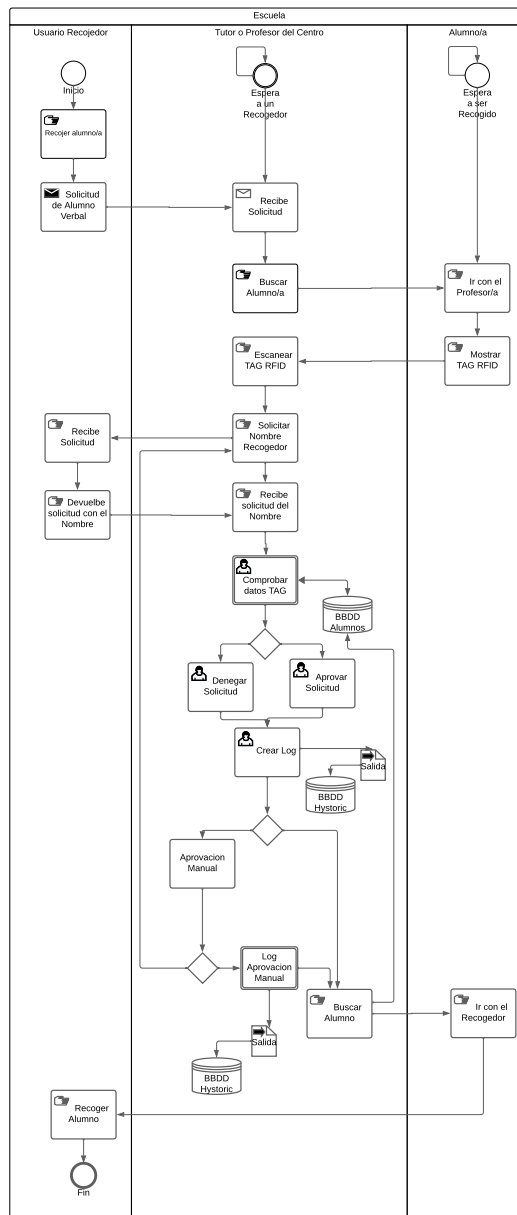 Escuela
Usuario Recojedor
Tutor o Profesor del Centro
Alumno/a
Inicio
Espera
a un
Recogedor
Espera
a ser
Recogido
Recojer alumno/a
Solicitud
de Alumno
Verbal
Recibe
Solicitud
Buscar
Alumno/a
Ir con el
Profesor/a
Escanear
TAG RFID
Mostrar
TAG RFID
Recibe
Solicitud
Solicitar
Nombre
Recogedor
Devuelbe
solicitud con el
Nombre
Recibe
solicitud del
Nombre
Comprobar
datos TAG
BBDD
Alumnos
Denegar
Solicitud
Aprovar
Solicitud
Crear Log
Salida
BBDD
Hystoric
Aprovacion
Manual
Log
Aprovacion
Manual
Buscar
Alumno
Ir con el
Recogedor
Salida
BBDD
Hystoric
Recoger
Alumno
Fin